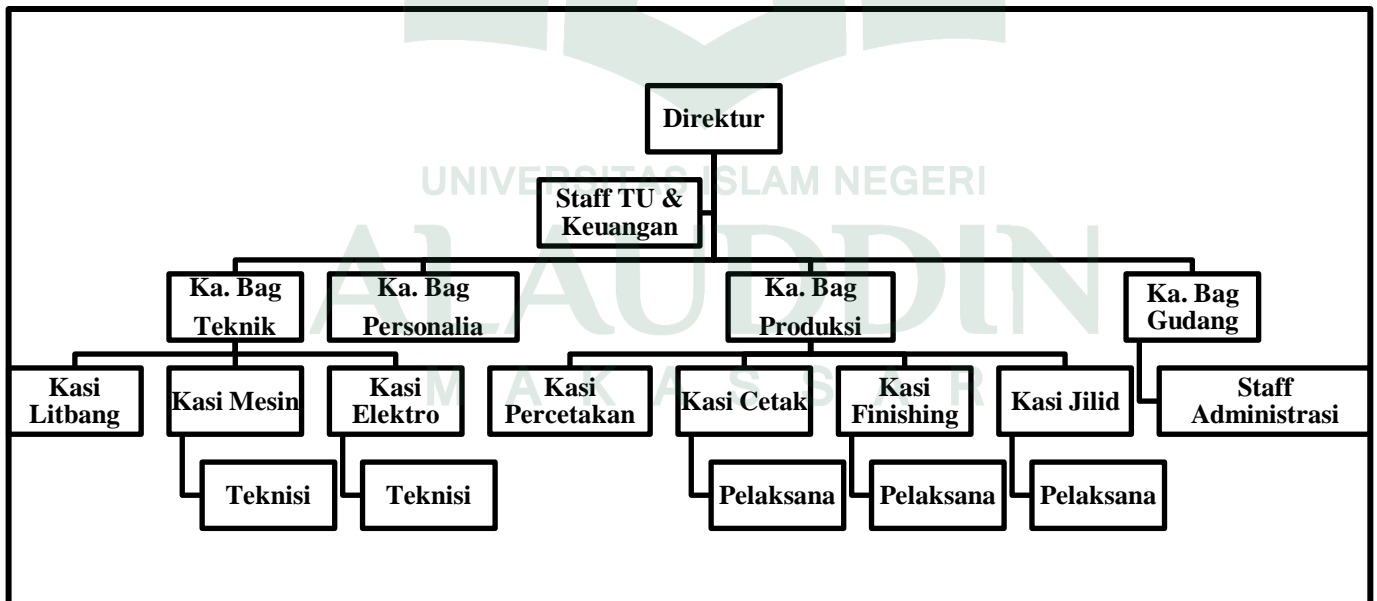 Direktur
UNIVERSITAS ISLAM NEGERI
Staff TU &
Keuangan
ALAUDDIN
Ka. Bag
Teknik
Ka. Bag
Personalia
Ka. Bag
Produksi
Ka. Bag
Gudang
MAKASSAR
Kasi
Litbang
Kasi Mesin
Kasi
Elektro
Kasi
Percetakan
Kasi Cetak
Kasi
Finishing
Kasi Jilid
Staff
Administrasi
Teknisi
Teknisi
Pelaksana
Pelaksana
Pelaksana